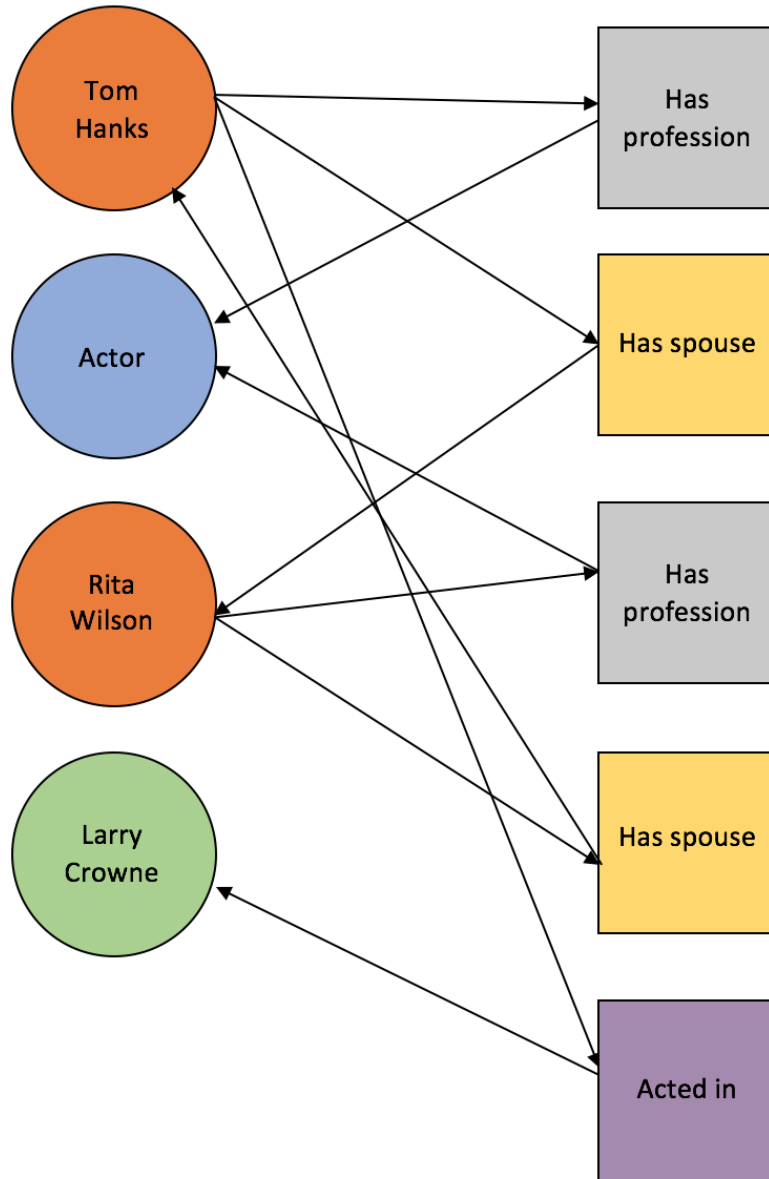 Tom
Hanks
Has
profession
Actor
Has spouse
Rita
Wilson
Has
profession
Larry
Crowne
Has spouse
Acted in